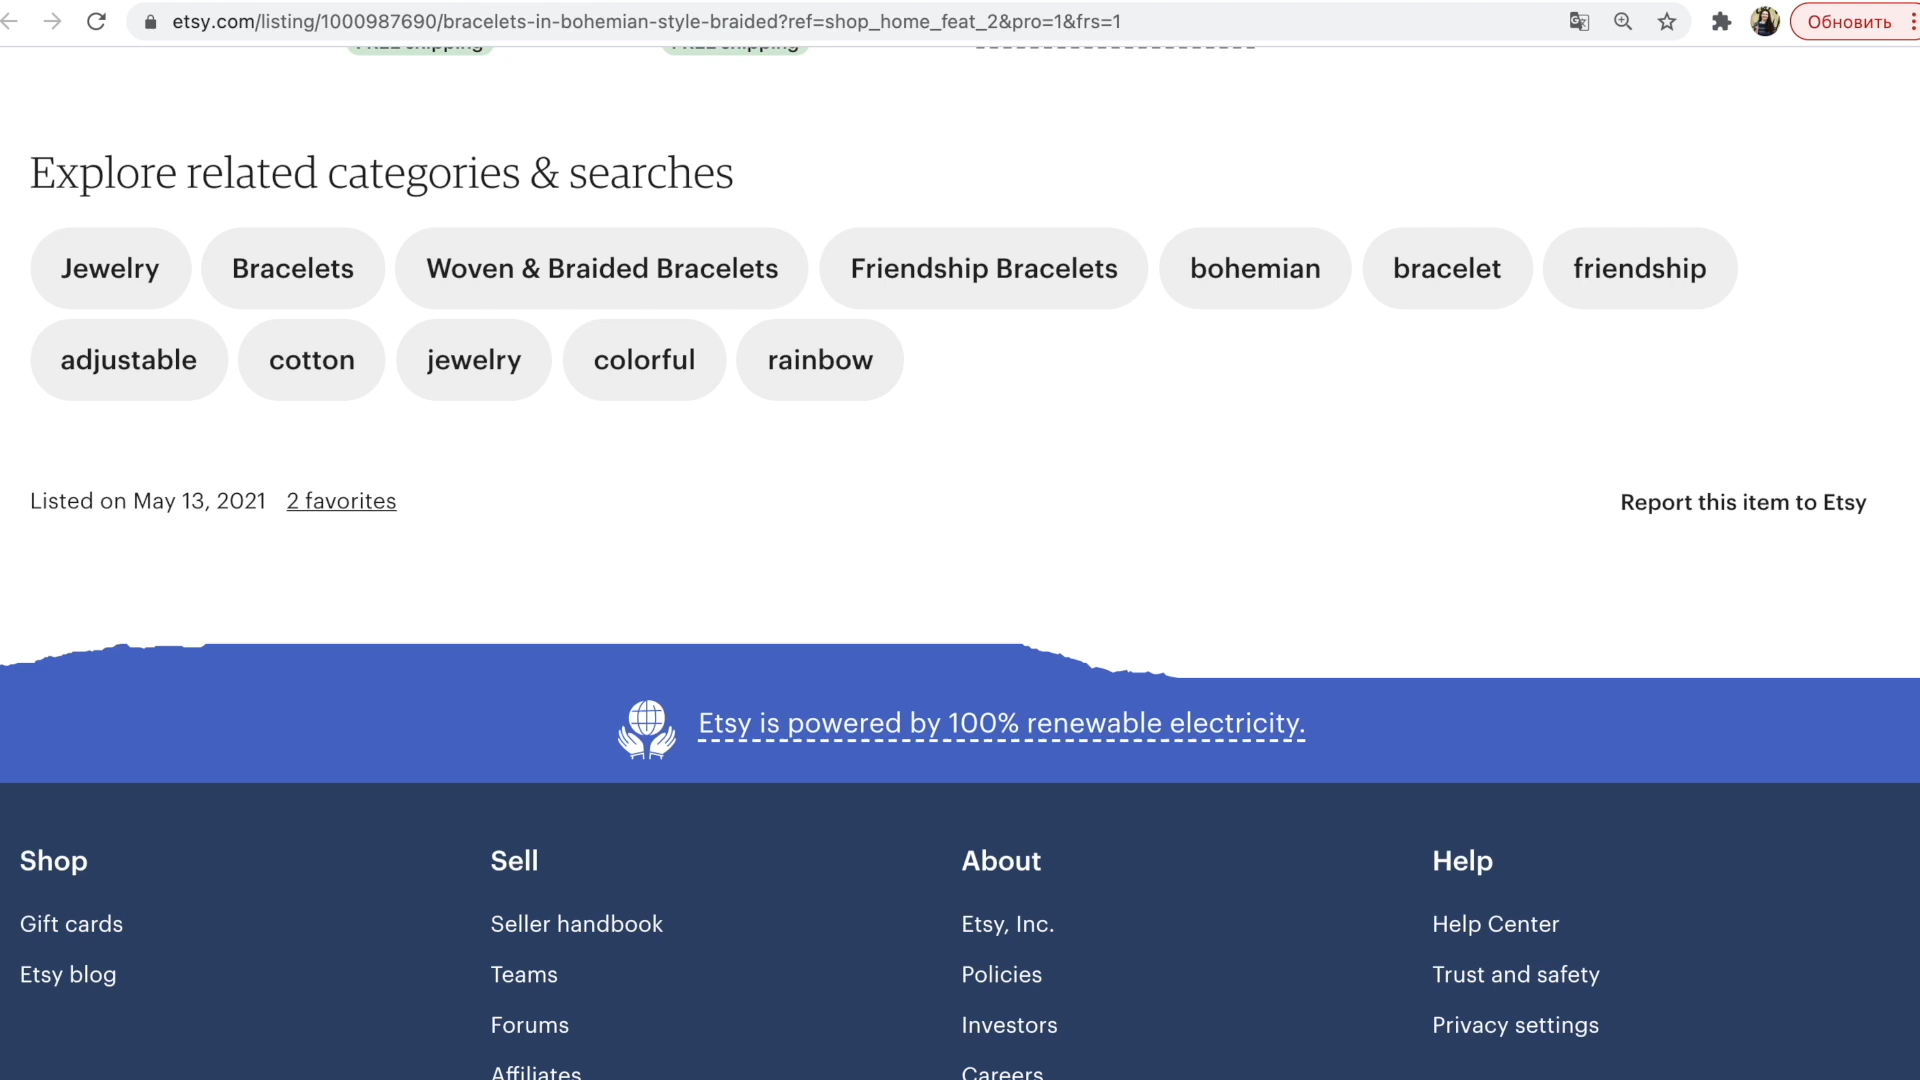 etsy.com/listing/1000987690/bracelets-in-bohemian-style-braided?ref=shop_home_feat_2&pro=1&frs=1
Обновить
FREE shipping FREE shipping
Explore related categories & searches
Jewelry Bracelets Woven & Braided Bracelets Friendship Bracelets bohemian bracelet friendship
adjustable cotton jewelry colorful rainbow
Listed on May 13, 2021 2 favorites
Report this item to Etsy
Etsy is powered by 100% renewable electricity.
Shop Sell About Help
Gift cards Seller handbook Etsy, Inc. Help Center
Etsy blog Teams Policies Trust and safety
Forums Investors Privacy settings
Affiliates Careers